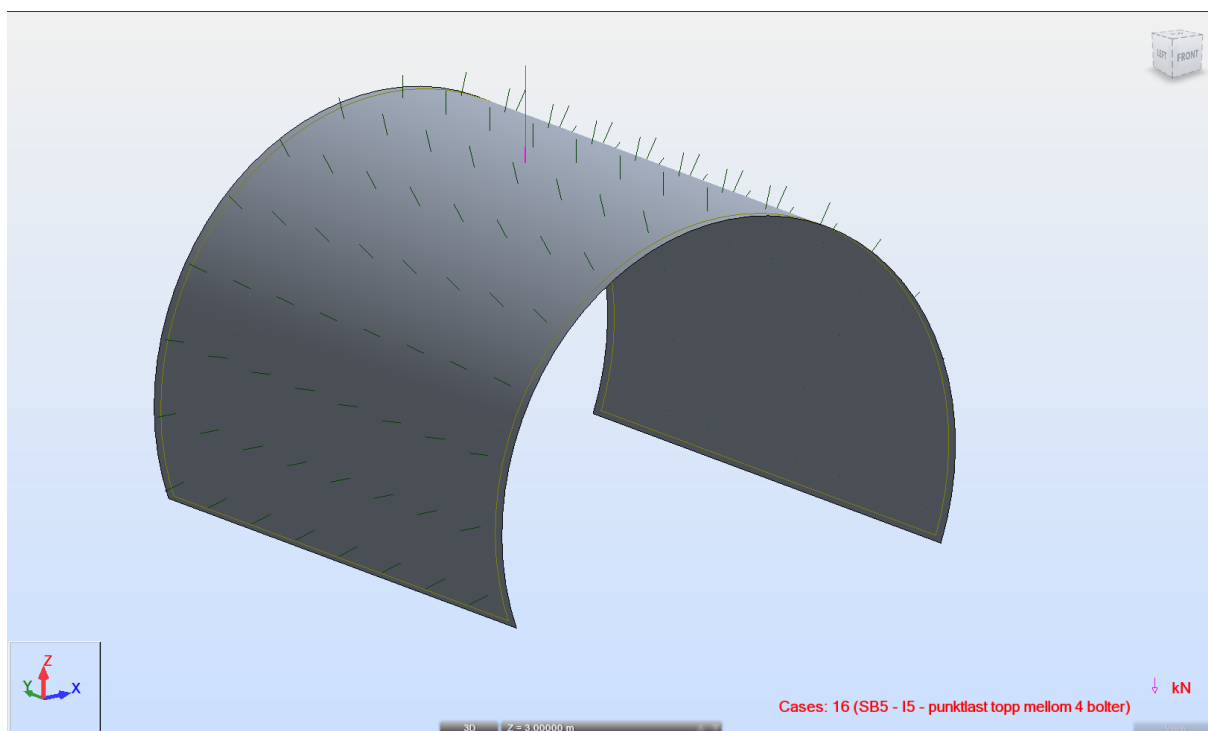 LEFT FRONT
kN
Cases: 16 (SB5 - I5 - punktlast topp mellom 4 bolter)
Z
Y X
3D Z = 3.00000 m